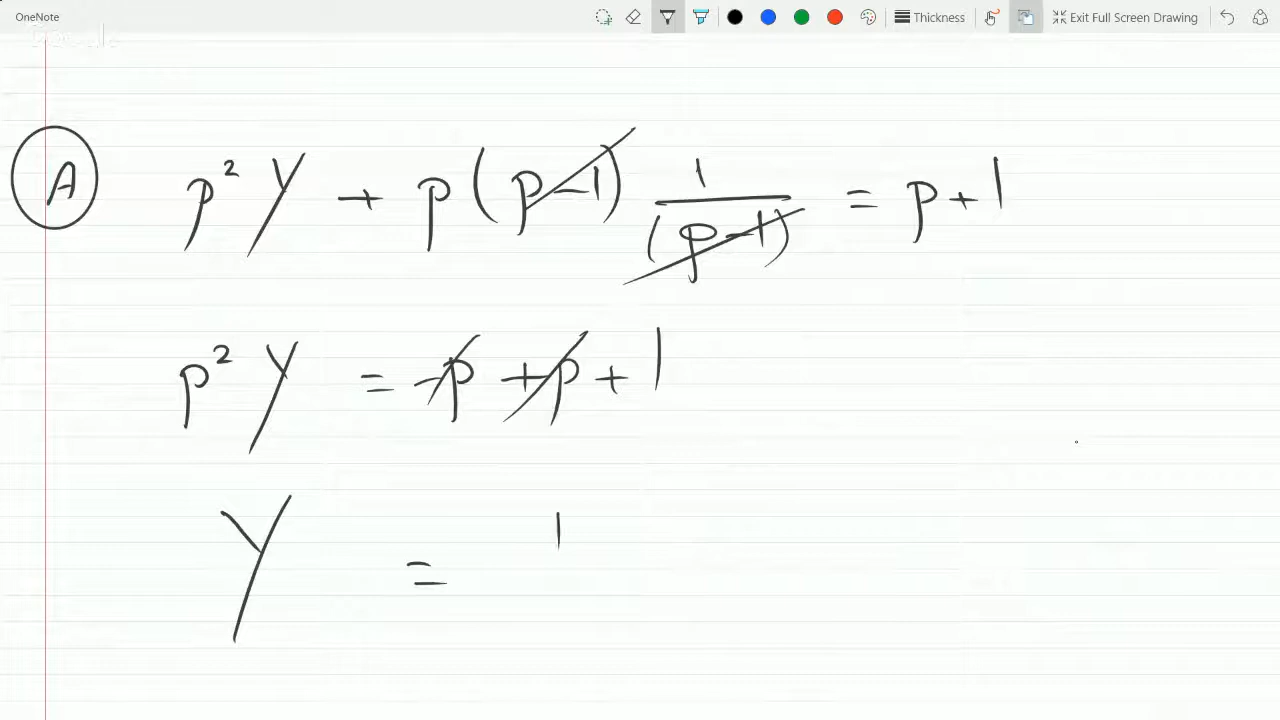 OneNote
Thickness
Exit Full Screen Drawing
A p² Y + p (p-1) 1/(p-1) = p+1
p² Y = -p +p + 1
Y = 1